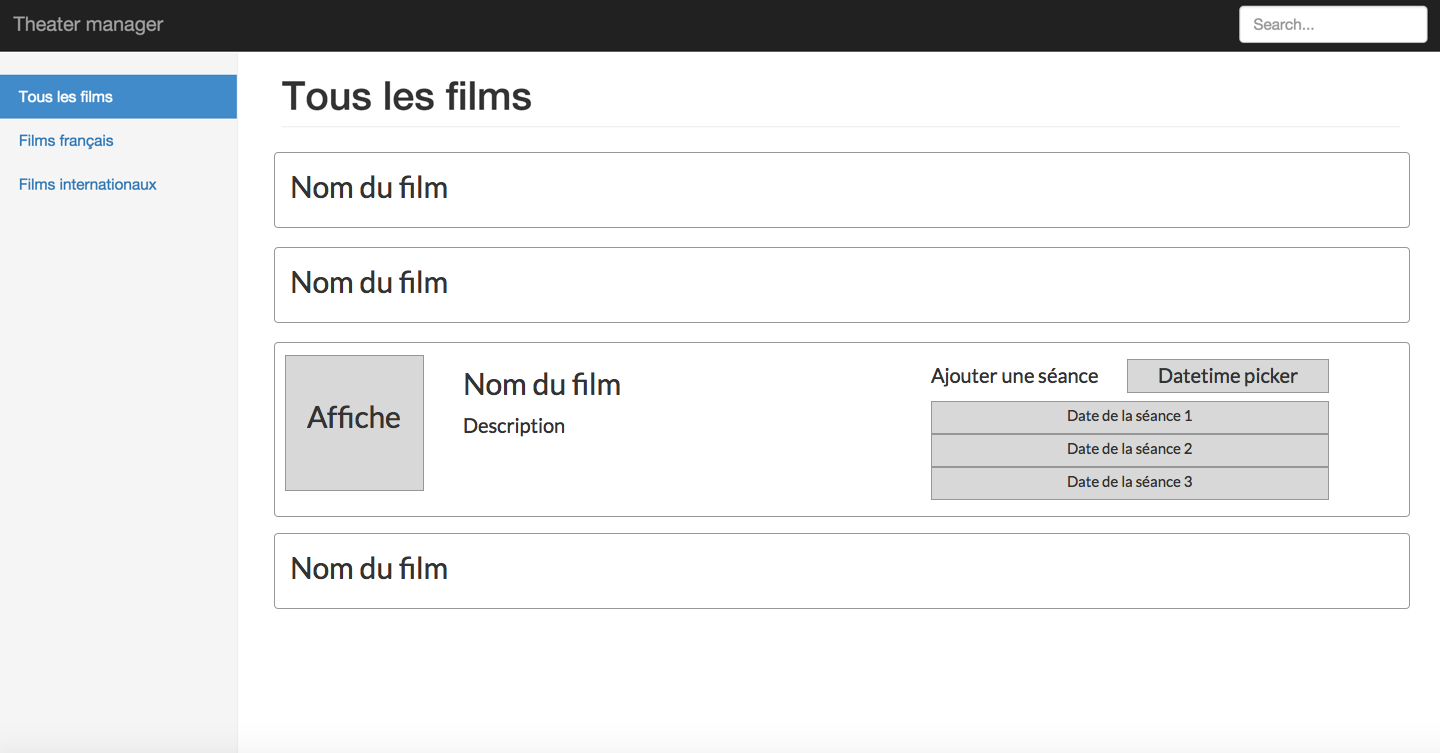 Theater manager
Search...
Tous les films
Films français
Films internationaux
Tous les films
Nom du film
Nom du film
Affiche
Nom du film
Description
Ajouter une séance
Datetime picker
Date de la séance 1
Date de la séance 2
Date de la séance 3
Nom du film